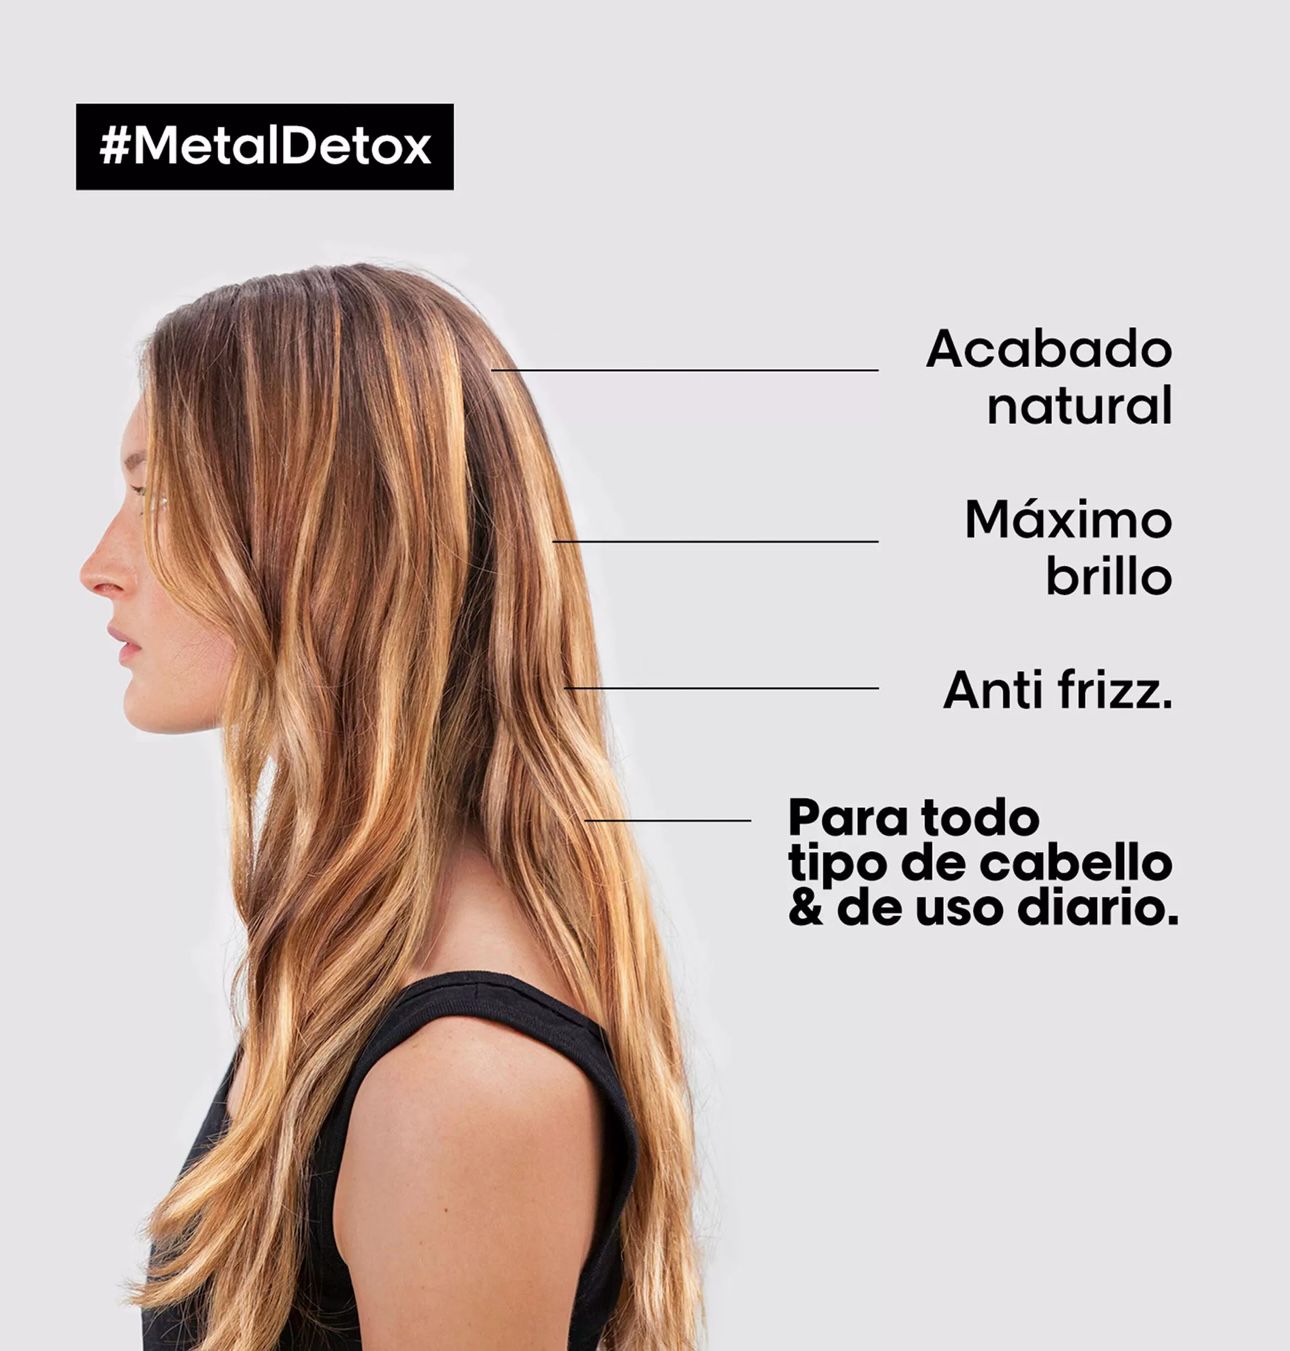 #MetalDetox
Acabado
natural
Máximo
brillo
Anti frizz.
Para todo
tipo de cabello
& de uso diario.